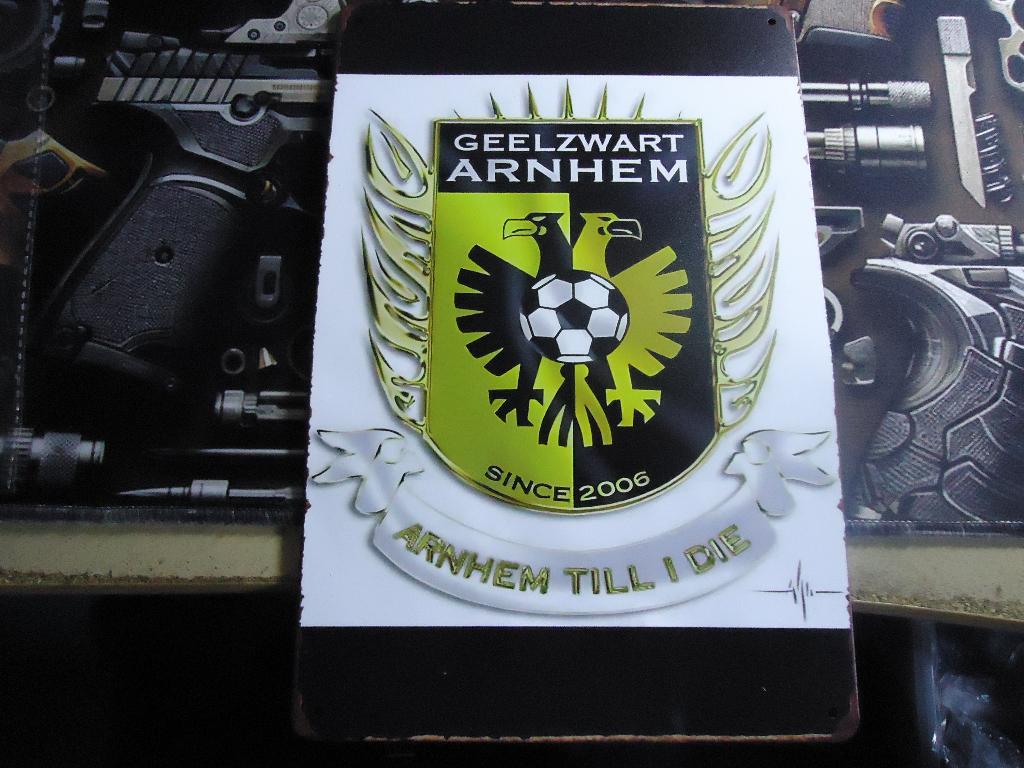 GEELZWART
ARNHEM
SINCE 2006
ARNHEM TILL I DIE